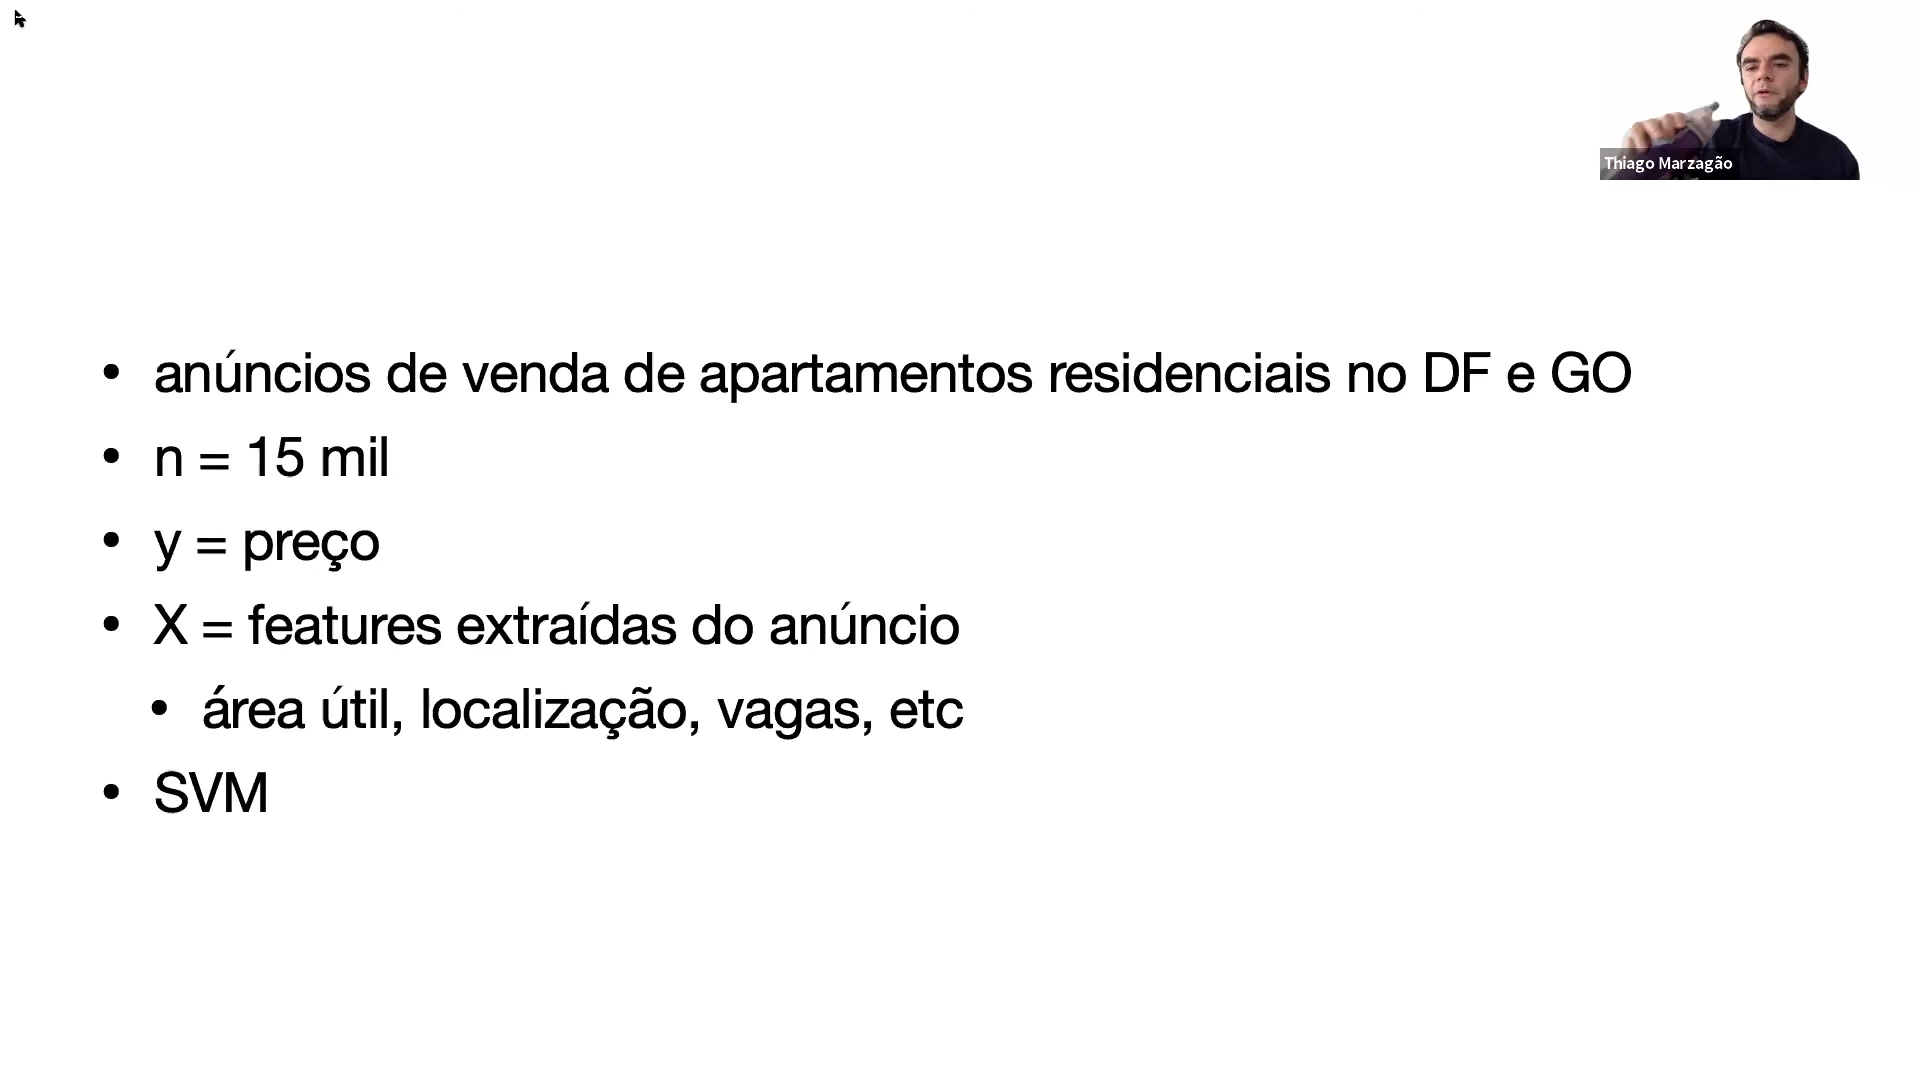 Thiago Marzagão
• anúncios de venda de apartamentos residenciais no DF e GO
• n = 15 mil
• y = preço
• X = features extraídas do anúncio
• área útil, localização, vagas, etc
• SVM